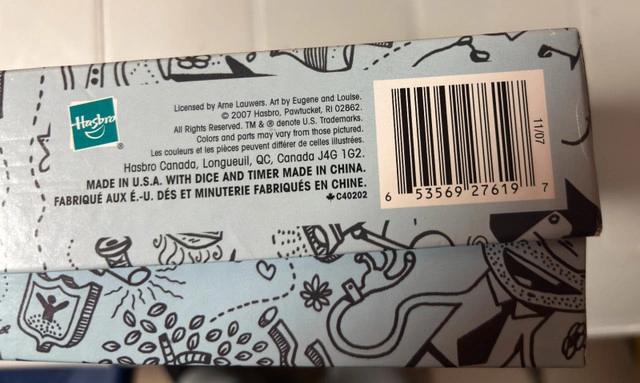 Hasbro
®
Licensed by Arne Lauwers. Art by Eugene and Louise.
© 2007 Hasbro, Pawtucket, RI 02862.
All Rights Reserved. TM & ® denote U.S. Trademarks.
Colors and parts may vary from those pictured.
Les couleurs et les pièces peuvent différer de celles illustrées.
Hasbro Canada, Longueuil, QC, Canada J4G 1G2.
MADE IN U.S.A. WITH DICE AND TIMER MADE IN CHINA.
FABRIQUÉ AUX É.-U. DÉS ET MINUTERIE FABRIQUÉS EN CHINE.
C40202
6 53569 27619 7
11/07